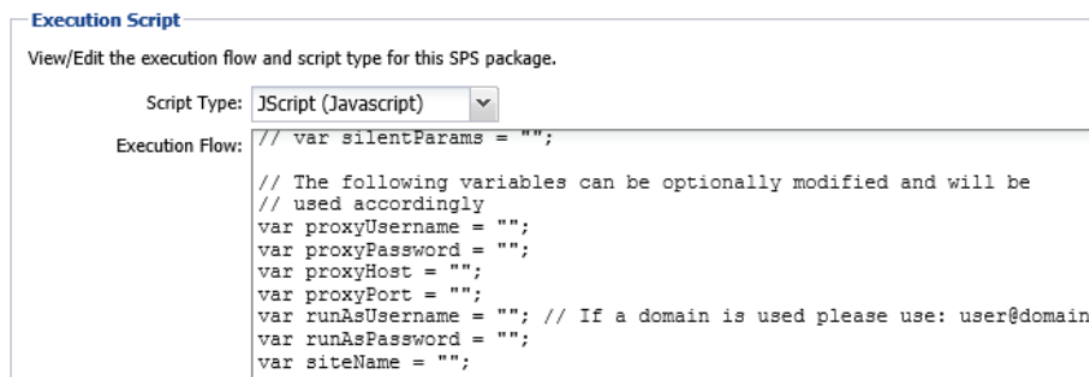 Execution Script
View/Edit the execution flow and script type for this SPS package.
Script Type: JScript (Javascript)
Execution Flow: // var silentParams = "";
// The following variables can be optionally modified and will be
// used accordingly
var proxyUsername = "";
var proxyPassword = "";
var proxyHost = "";
var proxyPort = "";
var runAsUsername = ""; // If a domain is used please use: user@domain
var runAsPassword = "";
var siteName = "";